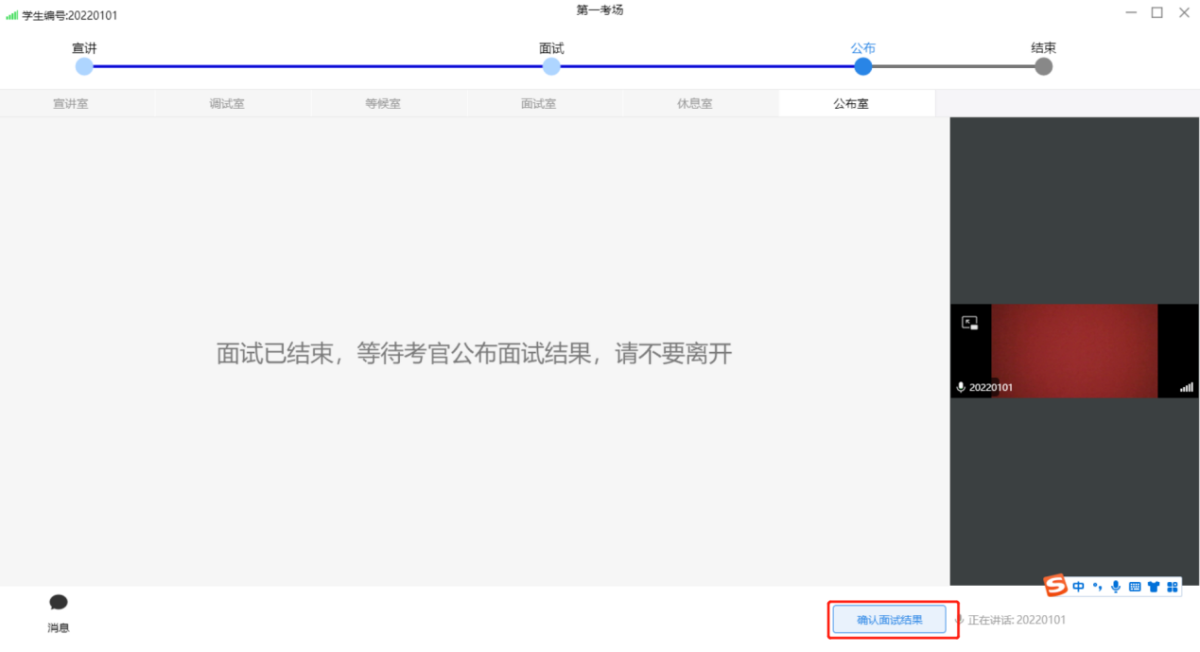 学生编号:20220101
第一考场
宣讲
面试
公布
结束
宣讲室
调试室
等候室
面试室
休息室
公布室
面试已结束，等待考官公布面试结果，请不要离开
20220101
中
消息
确认面试结果
正在讲话: 20220101